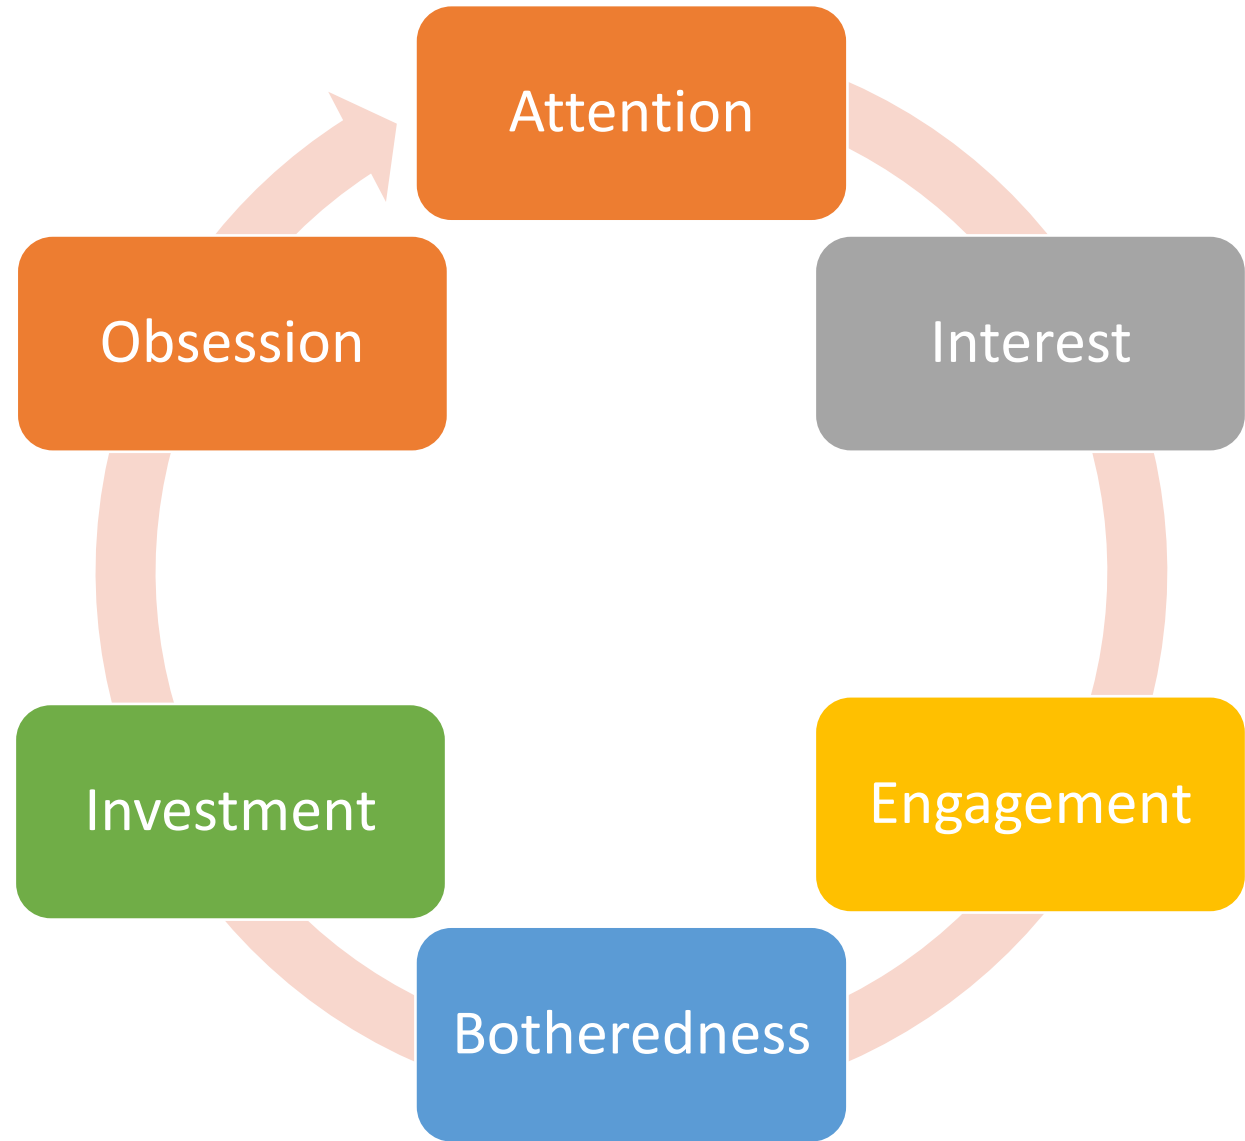 Attention
Interest
Engagement
Botheredness
Investment
Obsession